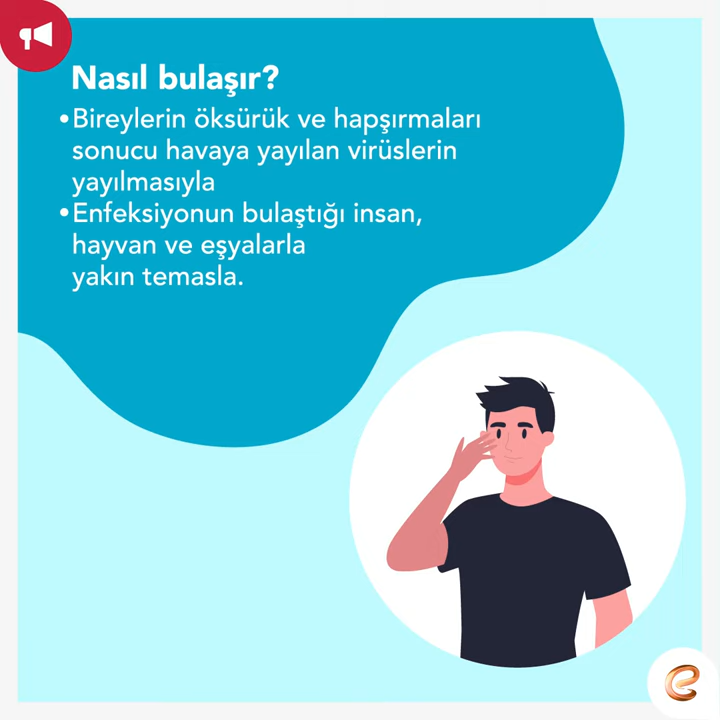 Nasıl bulaşır?
•Bireylerin öksürük ve hapşırmaları
sonucu havaya yayılan virüslerin
yayılmasıyla
•Enfeksiyonun bulaştığı insan,
hayvan ve eşyalarla
yakın temasla.